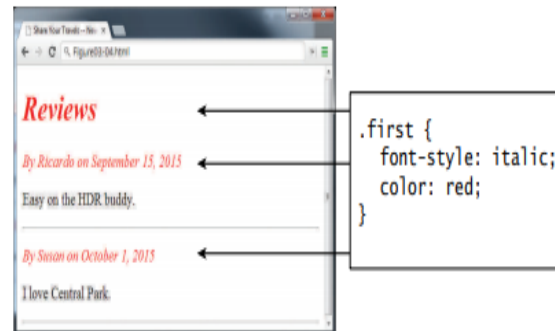 Share Your Travels -- New
Figure03-04.html
Reviews
By Ricardo on September 15, 2015
Easy on the HDR buddy.
By Susan on October 1, 2015
I love Central Park.
.first {
font-style: italic;
color: red;
}